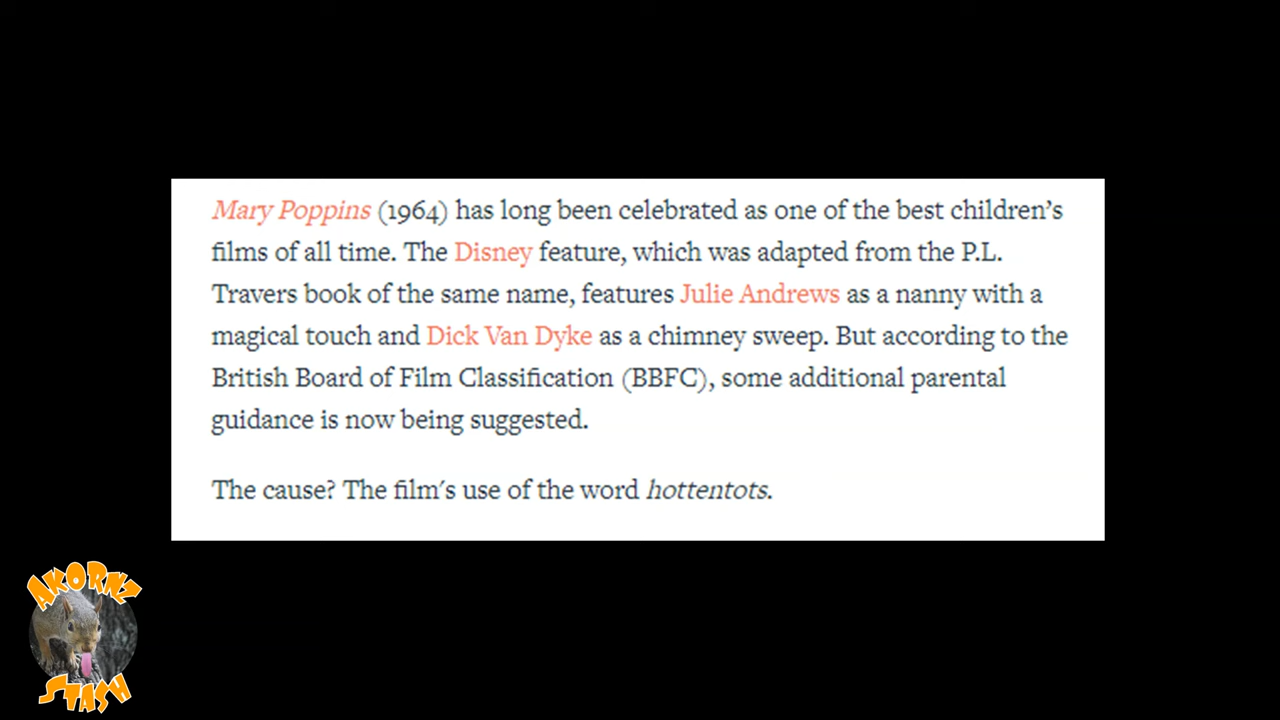 Mary Poppins (1964) has long been celebrated as one of the best children’s
films of all time. The Disney feature, which was adapted from the P.L.
Travers book of the same name, features Julie Andrews as a nanny with a
magical touch and Dick Van Dyke as a chimney sweep. But according to the
British Board of Film Classification (BBFC), some additional parental
guidance is now being suggested.
The cause? The film's use of the word hottentots.
AKORNZ
STASH